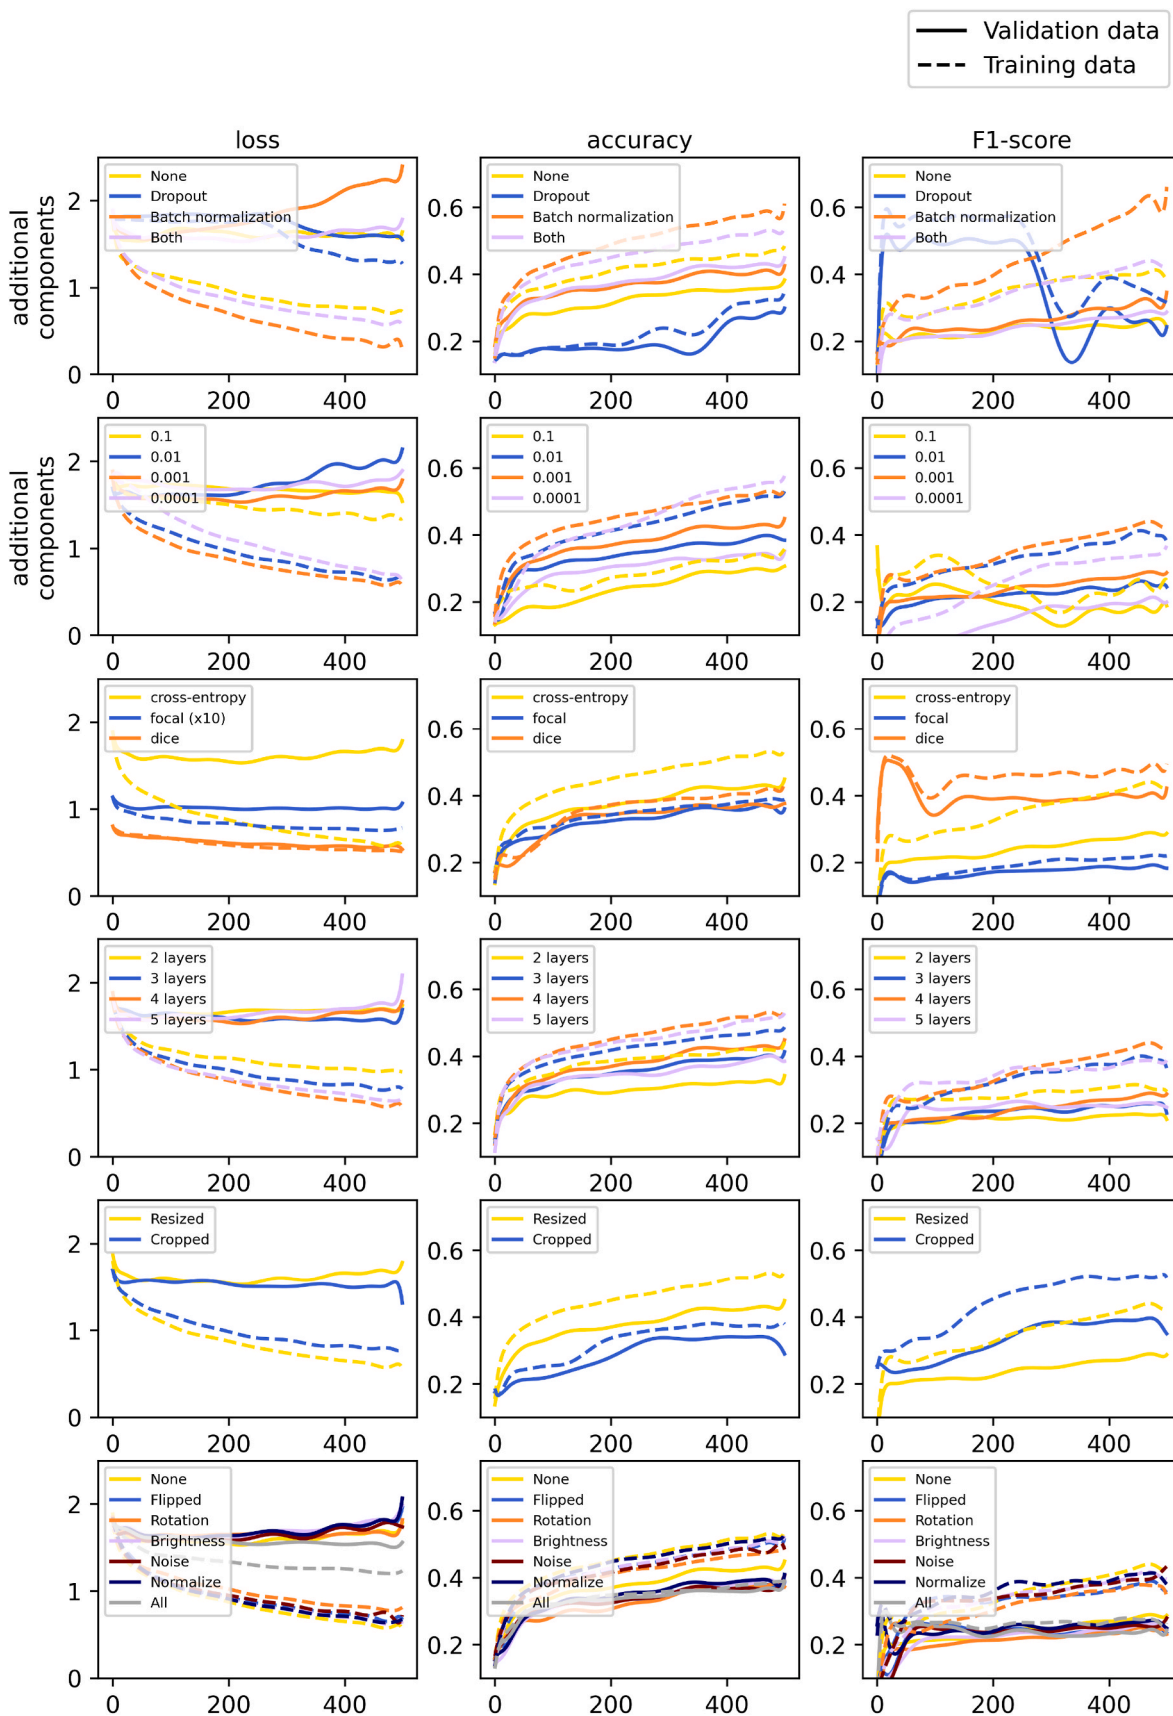 Validation data
Training data
loss
accuracy
F1-score
additional
components
2
1
0
0
200
400
None
Dropout
Batch normalization
Both
0.6
0.4
0.2
0
200
400
None
Dropout
Batch normalization
Both
0.6
0.4
0.2
0
200
400
None
Dropout
Batch normalization
Both
additional
components
2
1
0
0
200
400
0.1
0.01
0.001
0.0001
0.6
0.4
0.2
0
200
400
0.1
0.01
0.001
0.0001
0.6
0.4
0.2
0
200
400
0.1
0.01
0.001
0.0001
2
1
0
0
200
400
cross-entropy
focal (x10)
dice
0.6
0.4
0.2
0
200
400
cross-entropy
focal
dice
0.6
0.4
0.2
0
200
400
cross-entropy
focal
dice
2
1
0
0
200
400
2 layers
3 layers
4 layers
5 layers
0.6
0.4
0.2
0
200
400
2 layers
3 layers
4 layers
5 layers
0.6
0.4
0.2
0
200
400
2 layers
3 layers
4 layers
5 layers
2
1
0
0
200
400
Resized
Cropped
0.6
0.4
0.2
0
200
400
Resized
Cropped
0.6
0.4
0.2
0
200
400
Resized
Cropped
2
1
0
0
200
400
None
Flipped
Rotation
Brightness
Noise
Normalize
All
0.6
0.4
0.2
0
200
400
None
Flipped
Rotation
Brightness
Noise
Normalize
All
0.6
0.4
0.2
0
200
400
None
Flipped
Rotation
Brightness
Noise
Normalize
All